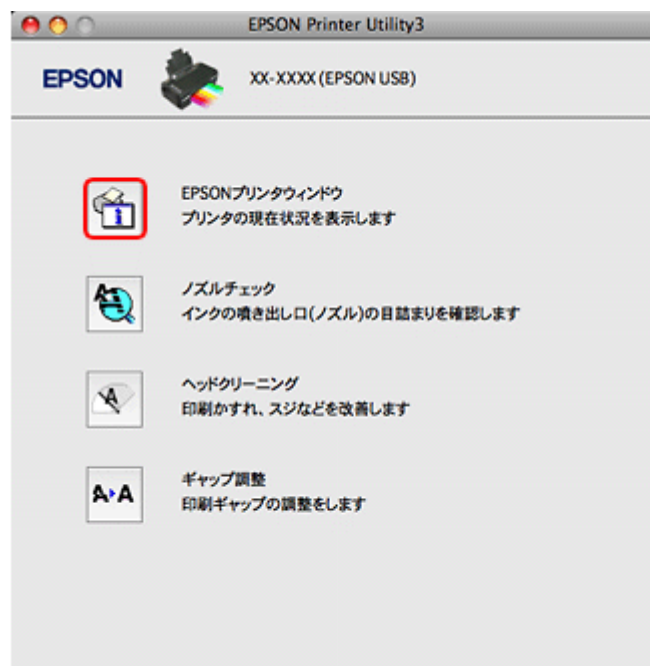 EPSON Printer Utility3
EPSON
XX-XXXX (EPSON USB)
EPSONプリンタウィンドウ
プリンタの現在状況を表示します
ノズルチェック
インクの噴き出し口(ノズル)の目詰まりを確認します
ヘッドクリーニング
印刷かすれ、スジなどを改善します
ギャップ調整
印刷ギャップの調整をします